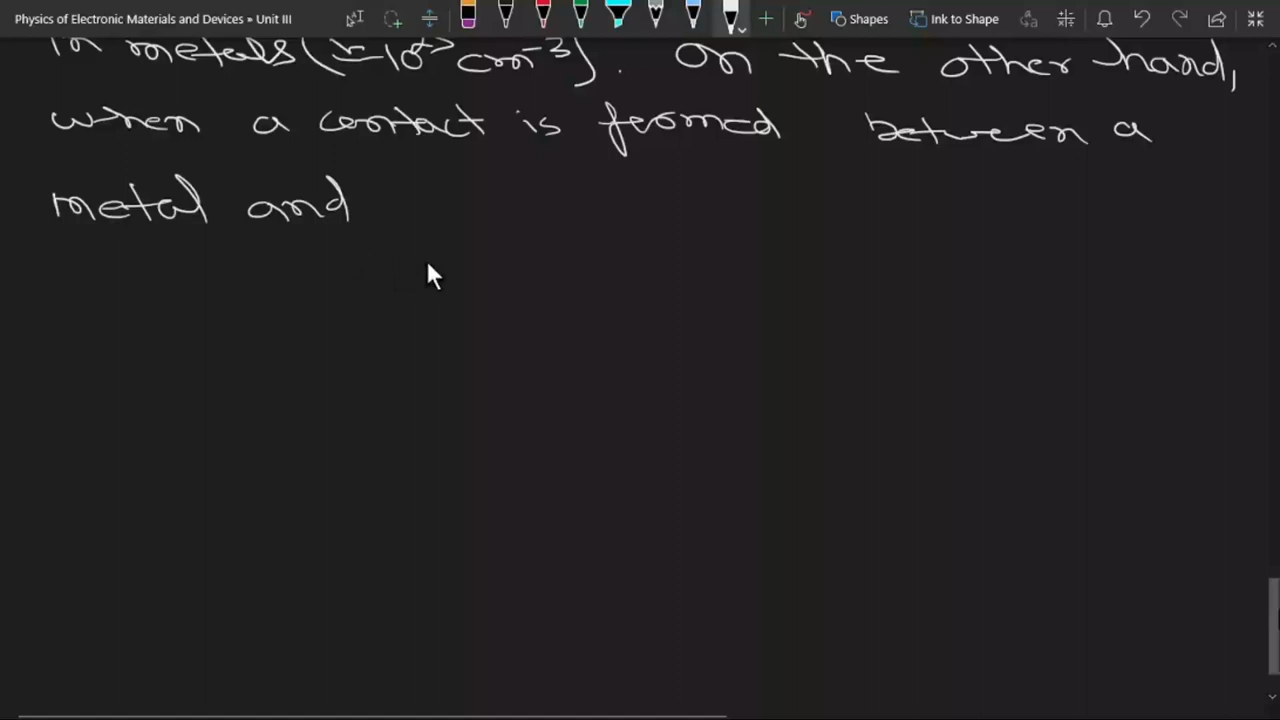 Physics of Electronic Materials and Devices » Unit III
Shapes
Ink to Shape
in metals (≃10²³ cm⁻³). On the other hand,
when a contact is formed between a
metal and